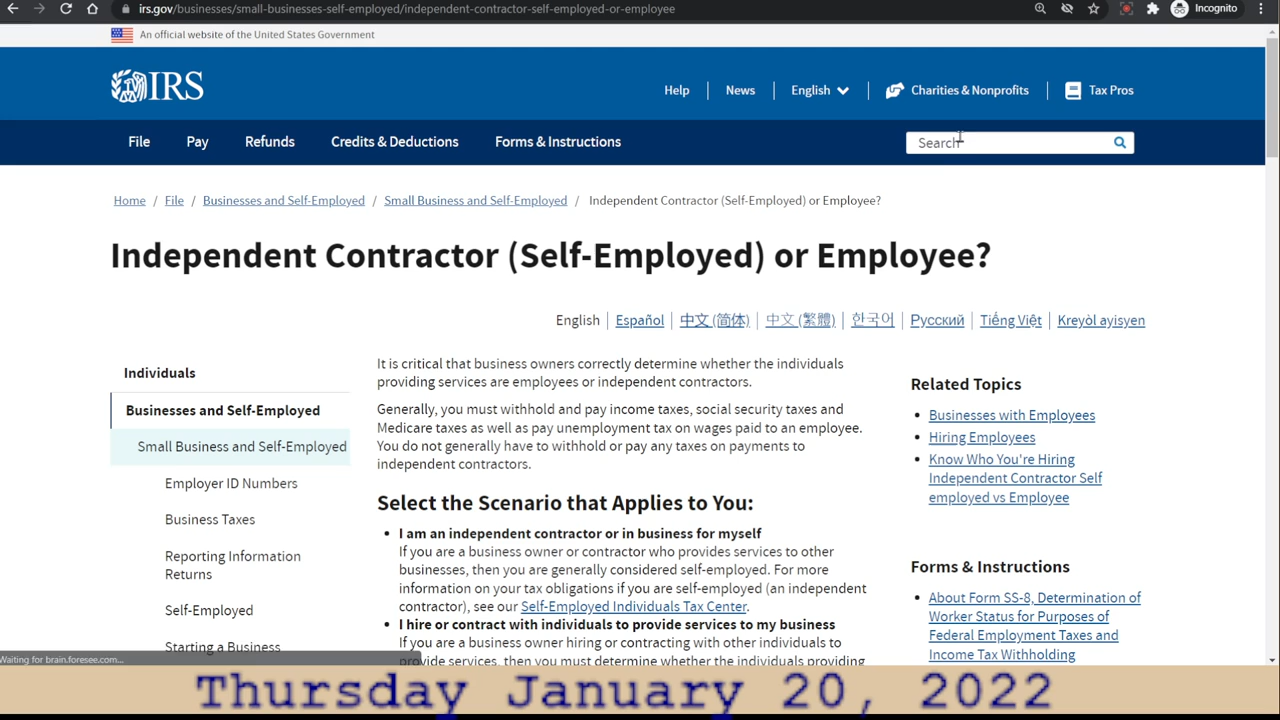 irs.gov/businesses/small-businesses-self-employed/independent-contractor-self-employed-or-employee
Incognito
An official website of the United States Government
IRS
Help
News
English
Charities & Nonprofits
Tax Pros
File
Pay
Refunds
Credits & Deductions
Forms & Instructions
Search
Home / File / Businesses and Self-Employed / Small Business and Self-Employed / Independent Contractor (Self-Employed) or Employee?
Independent Contractor (Self-Employed) or Employee?
English | Español | 中文 (简体) | 中文 (繁體) | 한국어 | Русский | Tiếng Việt | Kreyòl ayisyen
Individuals
Businesses and Self-Employed
Small Business and Self-Employed
Employer ID Numbers
Business Taxes
Reporting Information
Returns
Self-Employed
Starting a Business
It is critical that business owners correctly determine whether the individuals
providing services are employees or independent contractors.
Generally, you must withhold and pay income taxes, social security taxes and
Medicare taxes as well as pay unemployment tax on wages paid to an employee.
You do not generally have to withhold or pay any taxes on payments to
independent contractors.
Select the Scenario that Applies to You:
• I am an independent contractor or in business for myself
If you are a business owner or contractor who provides services to other
businesses, then you are generally considered self-employed. For more
information on your tax obligations if you are self-employed (an independent
contractor), see our Self-Employed Individuals Tax Center.
• I hire or contract with individuals to provide services to my business
If you are a business owner hiring or contracting with other individuals to
provide services, then you must determine whether the individuals providing
Related Topics
• Businesses with Employees
• Hiring Employees
• Know Who You're Hiring
Independent Contractor Self
employed vs Employee
Forms & Instructions
• About Form SS-8, Determination of
Worker Status for Purposes of
Federal Employment Taxes and
Income Tax Withholding
Waiting for brain.foresee.com...
Thursday January 20, 2022